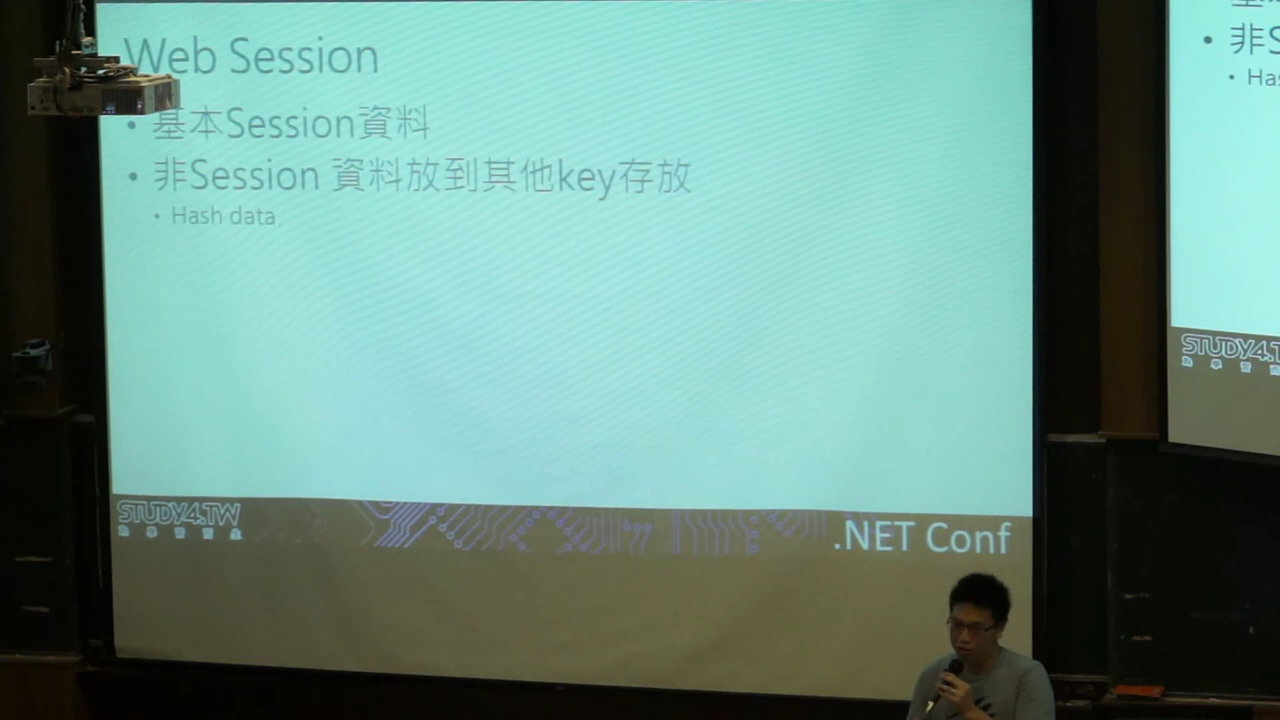 Web Session
• 基本Session資料
• 非Session 資料放到其他key存放
• Hash data
STUDY4.TW
.NET Conf
• 非S
• Has
STUDY4.T